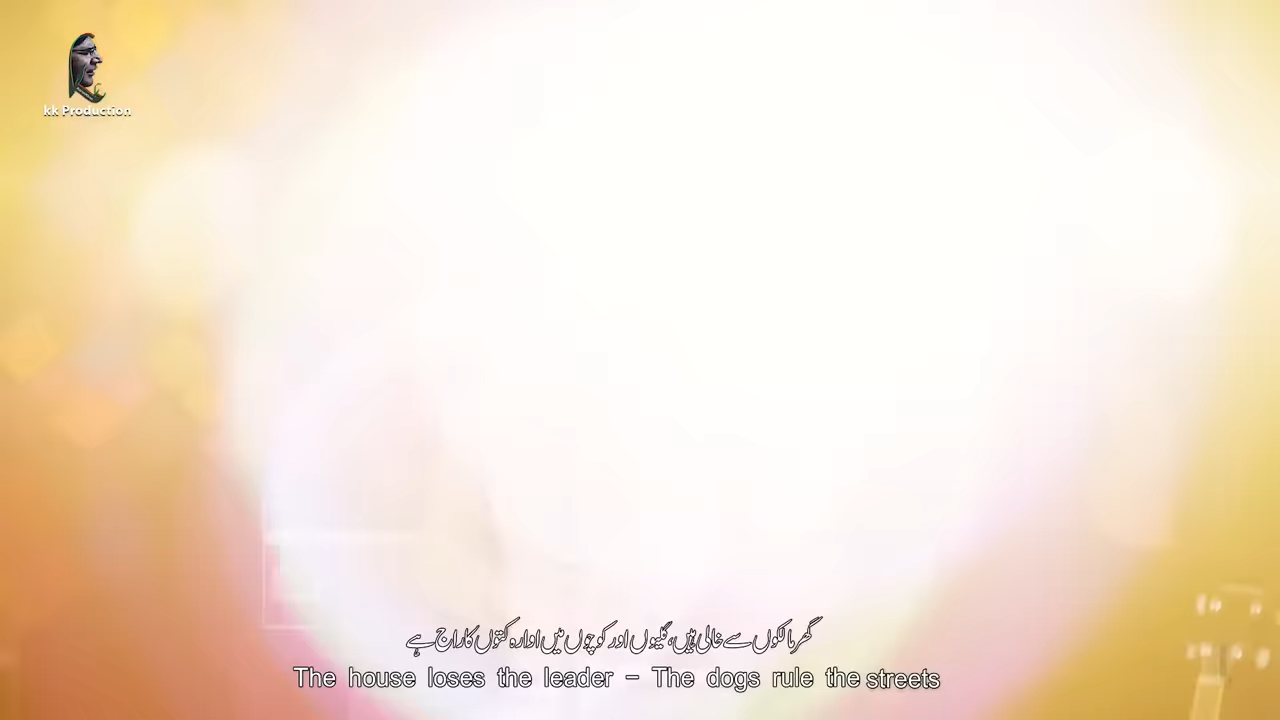 kk Production
گھر مالکوں سے خالی ہیں، گلیوں اور کوچوں میں اوارہ کتوں کا راج ہے
The house loses the leader – The dogs rule the streets